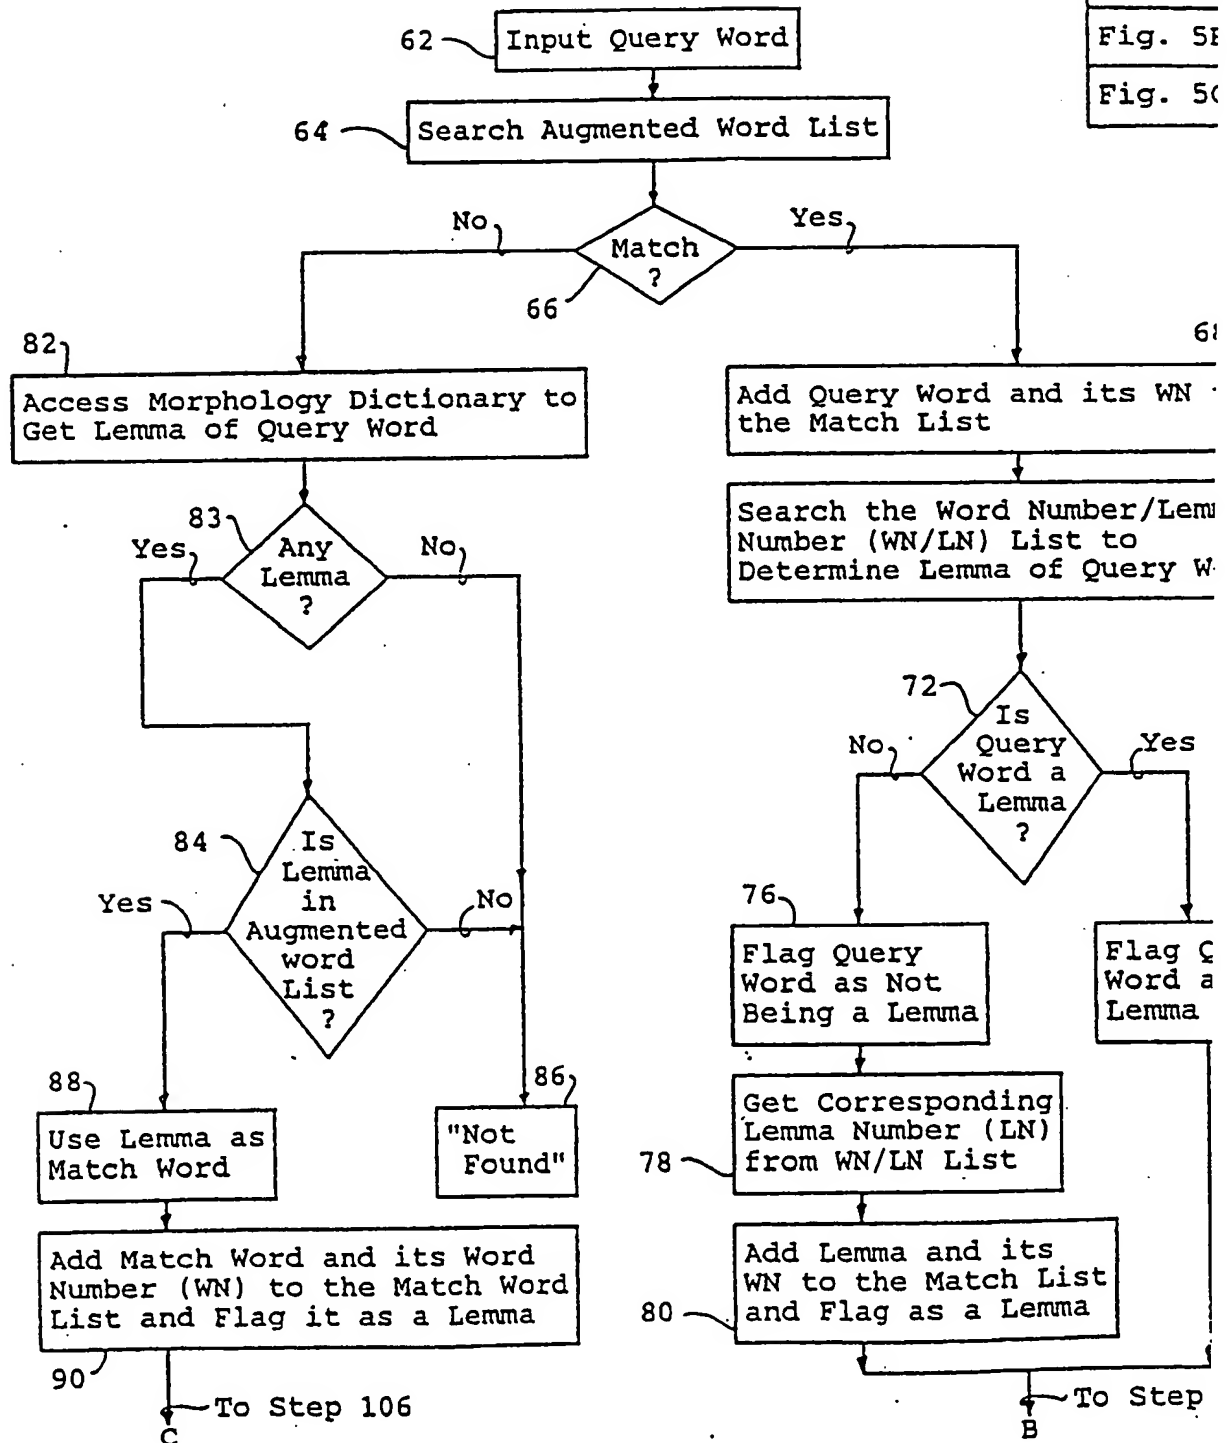 62
Input Query Word
Fig. 5
Fig. 5
64
Search Augmented Word List
No
Yes
Match
?
66
82
68
Access Morphology Dictionary to
Get Lemma of Query Word
Add Query Word and its WN
the Match List
Search the Word Number/Lem
Number (WN/LN) List to
Determine Lemma of Query W
83
Yes
Any
Lemma
?
No
72
No
Is
Query
Word a
Lemma
?
Yes
84
Yes
Is
Lemma
in
Augmented
word
List
?
No
76
Flag Query
Word as Not
Being a Lemma
Flag
Word a
Lemma
88
Use Lemma as
Match Word
86
"Not
Found"
78
Get Corresponding
Lemma Number (LN)
from WN/LN List
Add Match Word and its Word
Number (WN) to the Match Word
List and Flag it as a Lemma
90
80
Add Lemma and its
WN to the Match List
and Flag as a Lemma
To Step 106
C
To Step
B